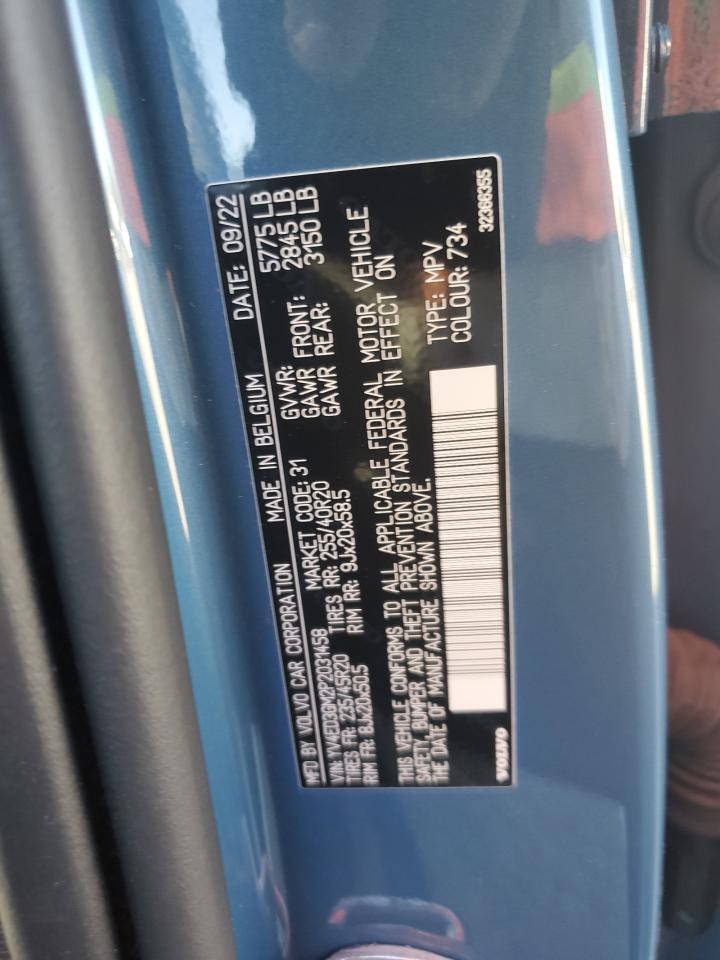 MFD BY VOLVO CAR CORPORATION MADE IN BELGIUM DATE: 09/22
VIN: YV4ED3GM2P2031458 MARKET CODE: 31 GVWR: 5775 LB
TIRES FR: 235/45R20 TIRES RR: 255/40R20 GAWR FRONT: 2845 LB
RIM FR: 8Jx20x50.5 RIM RR: 9Jx20x58.5 GAWR REAR: 3150 LB
THIS VEHICLE CONFORMS TO ALL APPLICABLE FEDERAL MOTOR VEHICLE
SAFETY, BUMPER AND THEFT PREVENTION STANDARDS IN EFFECT ON
THE DATE OF MANUFACTURE SHOWN ABOVE.
TYPE: MPV
COLOUR: 734
VOLVO 32366355